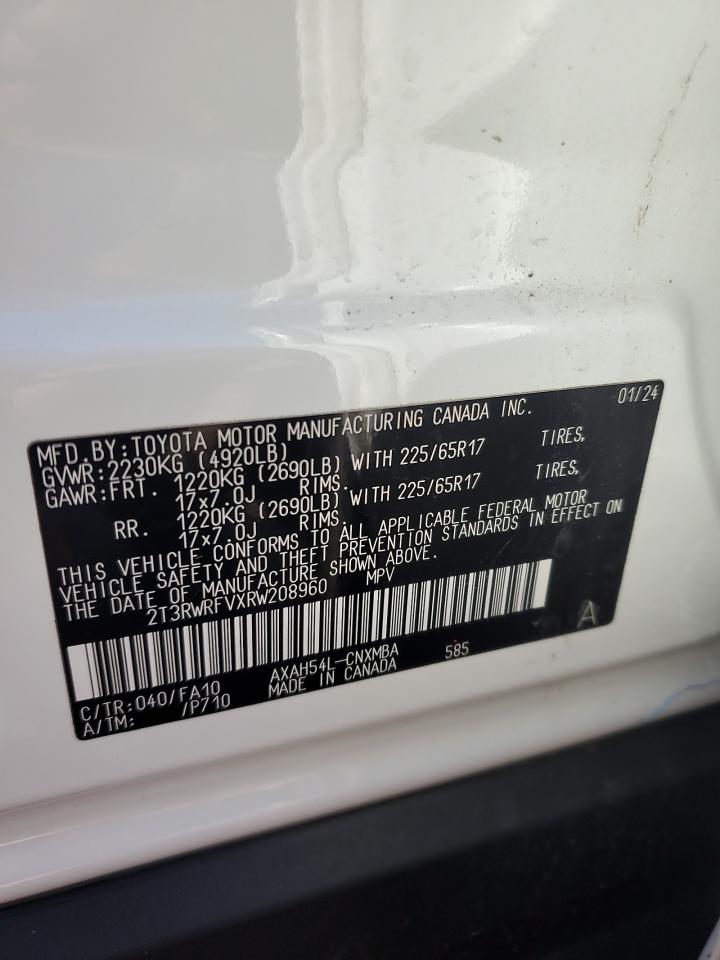 MFD. BY:TOYOTA MOTOR MANUFACTURING CANADA INC. 01/24
GVWR:2230KG (4920LB)
GAWR:FRT. 1220KG (2690LB) WITH 225/65R17 TIRES,
17x7.0J RIMS.
RR. 1220KG (2690LB) WITH 225/65R17 TIRES,
17x7.0J RIMS.
THIS VEHICLE CONFORMS TO ALL APPLICABLE FEDERAL MOTOR
VEHICLE SAFETY AND THEFT PREVENTION STANDARDS IN EFFECT ON
THE DATE OF MANUFACTURE SHOWN ABOVE.
2T3RWRFVXRW208960 MPV
A
C/TR:040/FA10 AXAH54L-CNXMBA 585
A/TM: /P710 MADE IN CANADA